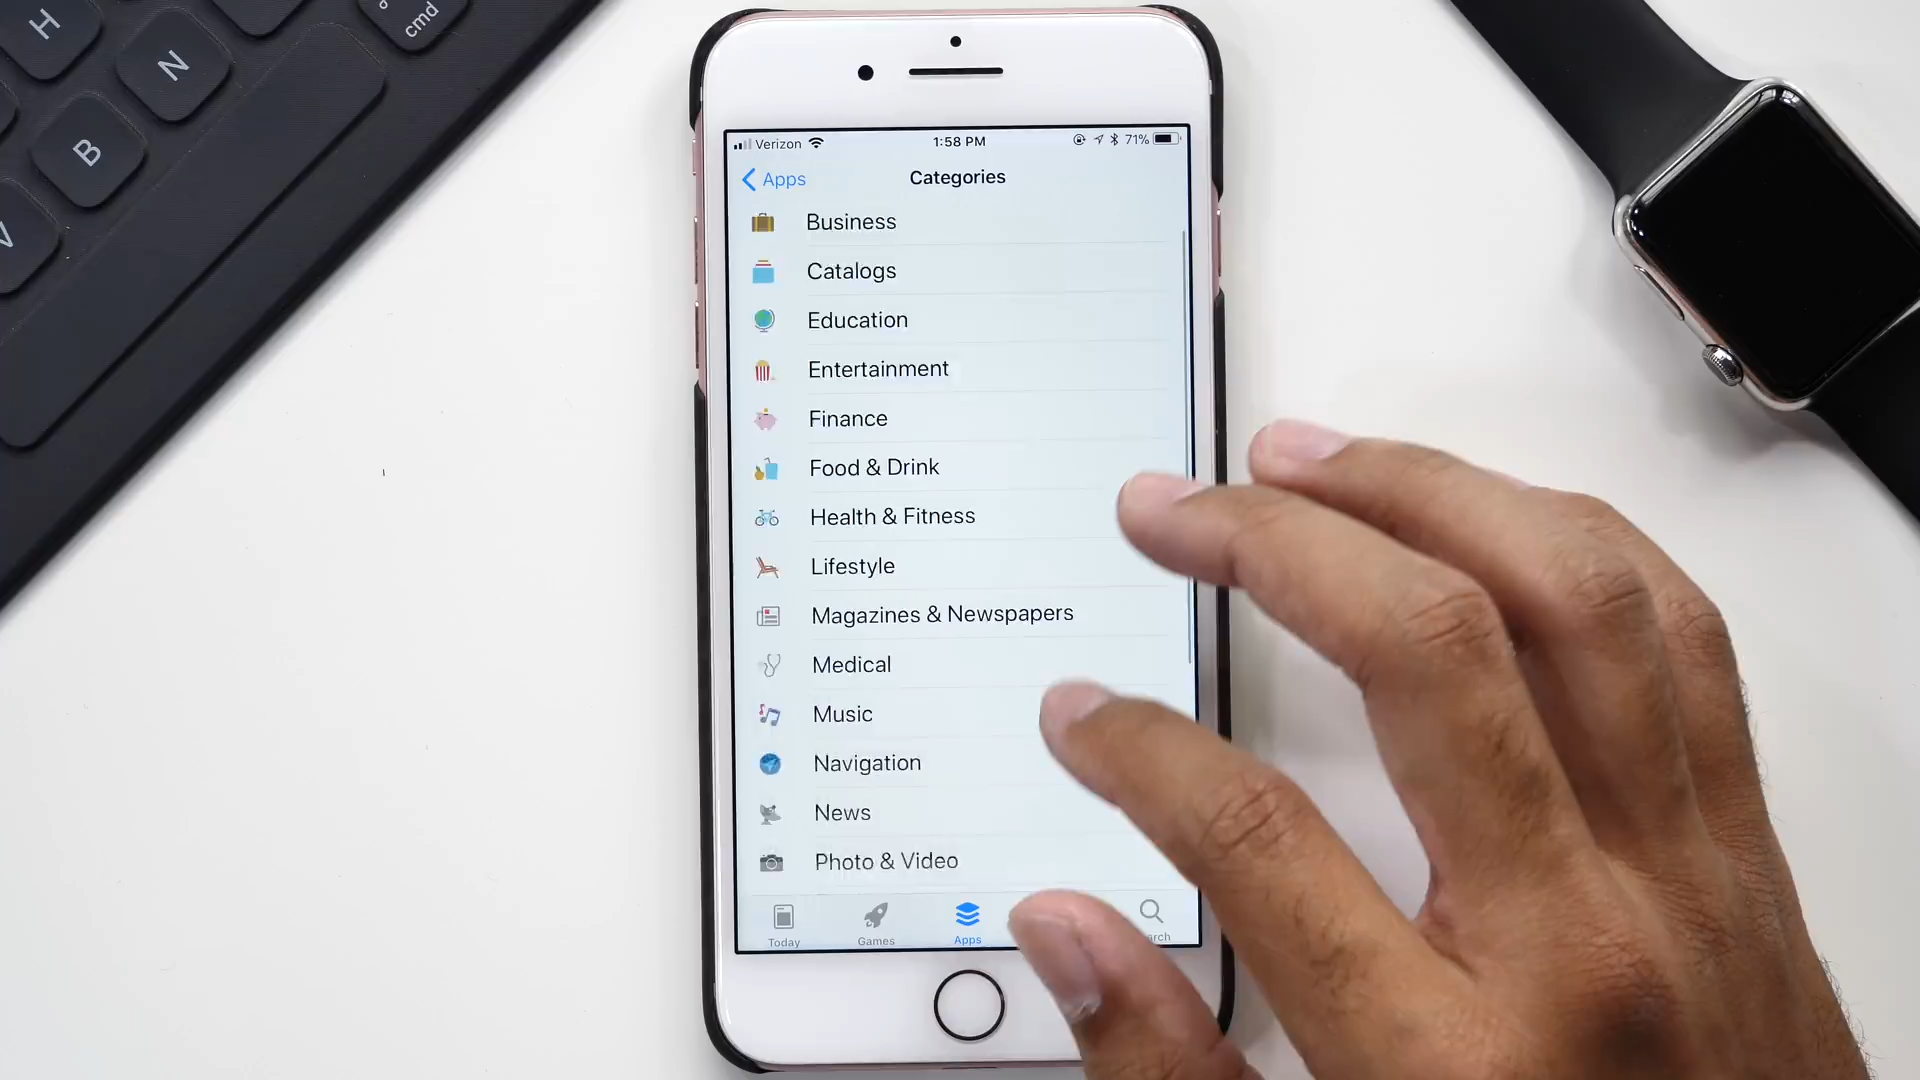 H
N
B
V
cmd
Verizon
1:58 PM
71%
Apps
Categories
Business
Catalogs
Education
Entertainment
Finance
Food & Drink
Health & Fitness
Lifestyle
Magazines & Newspapers
Medical
Music
Navigation
News
Photo & Video
Today
Games
Apps